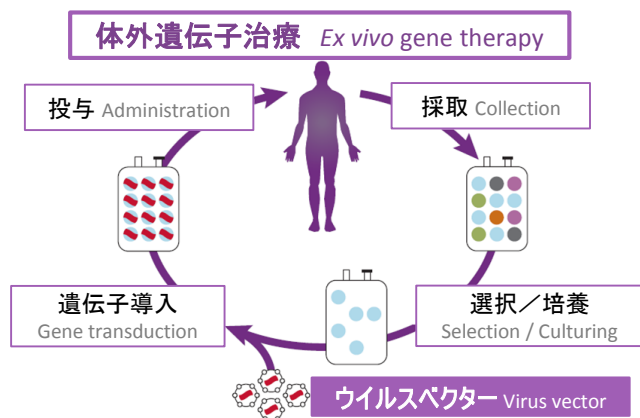 体外遺伝子治療 Ex vivo gene therapy
投与 Administration
採取 Collection
遺伝子導入
Gene transduction
選択／培養
Selection / Culturing
ウイルスベクター Virus vector